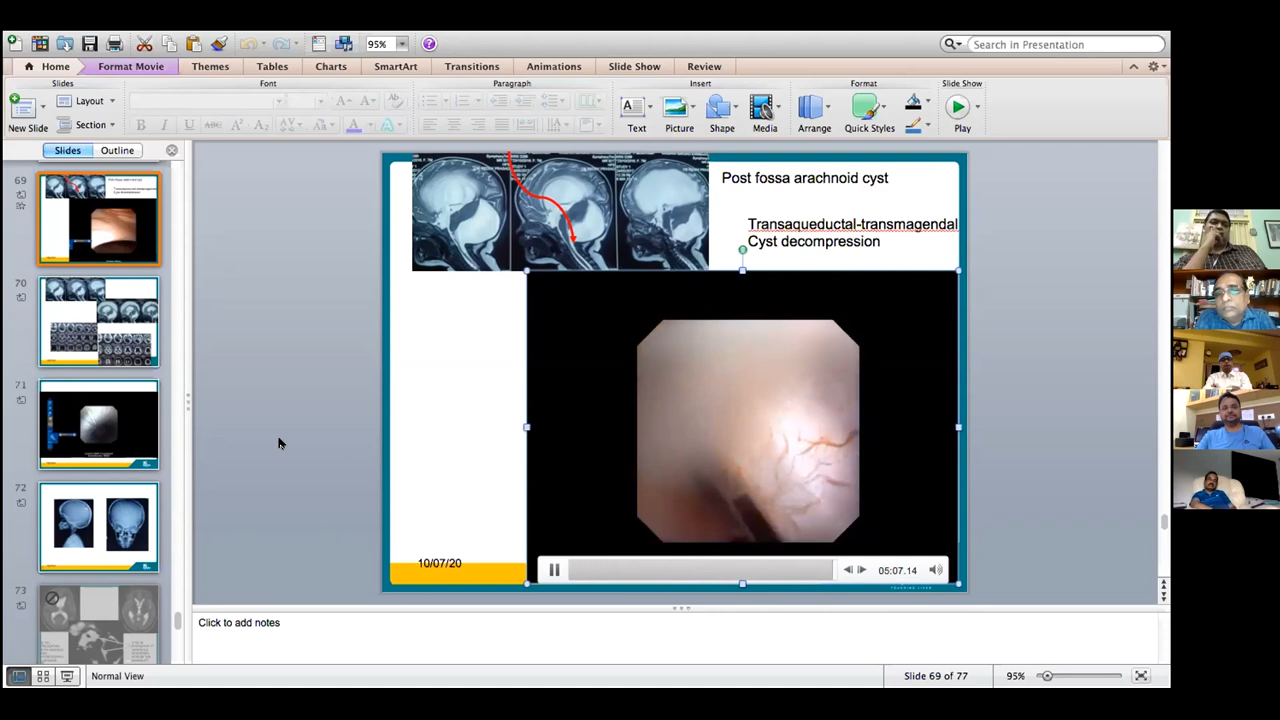 95%
Search in Presentation
Home
Format Movie
Themes
Tables
Charts
SmartArt
Transitions
Animations
Slide Show
Review
Slides
Font
Paragraph
Insert
Format
Slide Show
New Slide
Layout
Section
B I U ABC A² A₂
Text
Picture
Shape
Media
Arrange
Quick Styles
Play
Slides
Outline
69
70
71
72
73
Post fossa arachnoid cyst
Transaqueductal-transmagendal
Cyst decompression
10/07/20
05:07.14
Click to add notes
Normal View
Slide 69 of 77
95%